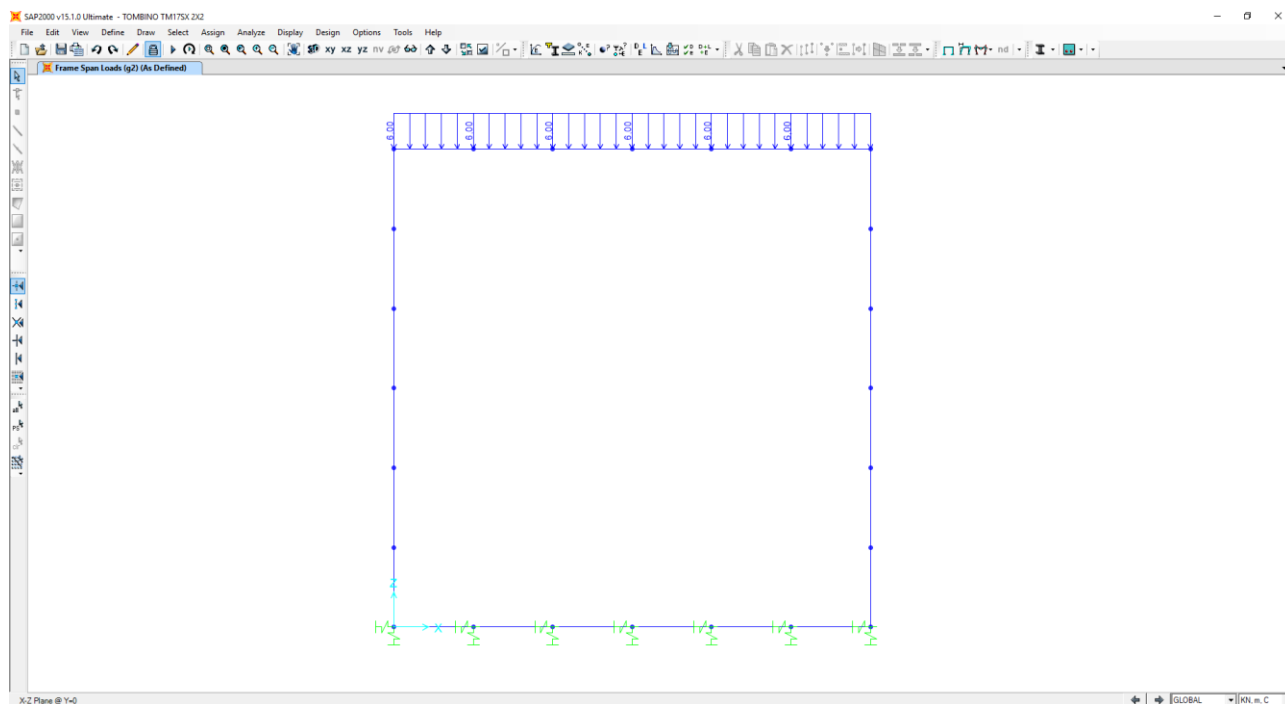 SAP2000 v15.1.0 Ultimate - TOMBINO TM17SX 2X2
File Edit View Define Draw Select Assign Analyze Display Design Options Tools Help
xy xz yz nv nd
Frame Span Loads (g2) (As Defined)
6.00 6.00 6.00 6.00 6.00 6.00
Z
X
X-Z Plane @ Y=0
GLOBAL KN, m, C